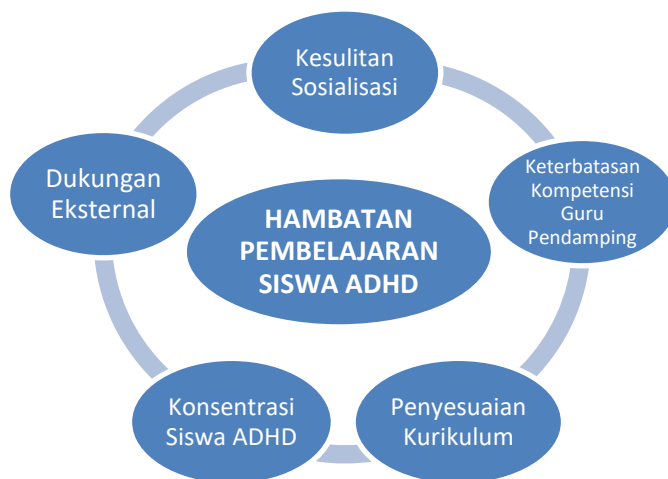 Kesulitan
Sosialisasi
Keterbatasan
Kompetensi
Guru
Pendamping
Penyesuaian
Kurikulum
Konsentrasi
Siswa ADHD
Dukungan
Eksternal
HAMBATAN
PEMBELAJARAN
SISWA ADHD